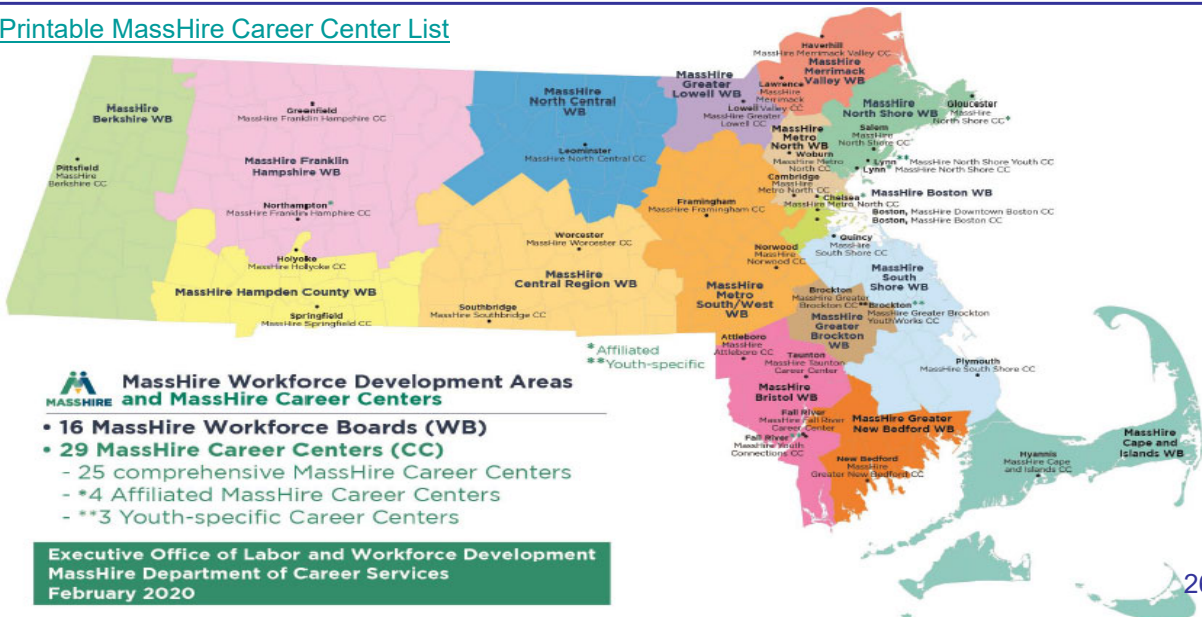 Printable MassHire Career Center List
MassHire
Berkshire WB
Pittsfield
MassHire
Berkshire CC
Greenfield
MassHire Franklin Hampshire CC
MassHire Franklin
Hampshire WB
Northampton*
MassHire Franklin Hamphire CC
Holyoke
MassHire Holyoke CC
MassHire Hampden County WB
Springfield
MassHire Springfield CC
MassHire
North Central
WB
Leominster
MassHire North Central CC
Worcester
MassHire Worcester CC
MassHire
Central Region WB
Southbridge
MassHire Southbridge CC
MassHire
Greater
Lowell WB
Lowell
MassHire Greater
Lowell CC
Haverhill
MassHire Merrimack Valley CC
MassHire
Merrimack
Valley WB
Lawrence
MassHire
Merrimack
Valley CC
MassHire
North Shore WB
Gloucester
MassHire
North Shore CC*
Salem
MassHire
North Shore CC
Lynn** MassHire North Shore Youth CC
Lynn* MassHire North Shore CC
MassHire
Metro
North WB
Woburn
MassHire Metro
North CC
Cambridge
MassHire
Metro North CC
Chelsea*
MassHire Metro North CC
MassHire Boston WB
Boston, MassHire Downtown Boston CC
Boston, MassHire Boston CC
Framingham
MassHire Framingham CC
Norwood
MassHire
Norwood CC
MassHire
Metro
South/West
WB
Quincy
MassHire
South Shore CC
MassHire
South
Shore WB
Brockton
MassHire Greater
Brockton CC
Brockton**
MassHire Greater Brockton
YouthWorks CC
MassHire
Greater
Brockton
WB
Plymouth
MassHire South Shore CC
Attleboro
MassHire
Attleboro CC
Taunton
MassHire Taunton
Career Center
MassHire
Bristol WB
Fall River
MassHire Fall River
Career Center
Fall River**
MassHire Youth
Connections CC
MassHire Greater
New Bedford WB
New Bedford
MassHire
Greater New Bedford CC
Hyannis
MassHire Cape
and Islands CC
MassHire
Cape and
Islands WB
*Affiliated
**Youth-specific
MASSHIRE
MassHire Workforce Development Areas
and MassHire Career Centers
• 16 MassHire Workforce Boards (WB)
• 29 MassHire Career Centers (CC)
- 25 comprehensive MassHire Career Centers
- *4 Affiliated MassHire Career Centers
- **3 Youth-specific Career Centers
Executive Office of Labor and Workforce Development
MassHire Department of Career Services
February 2020